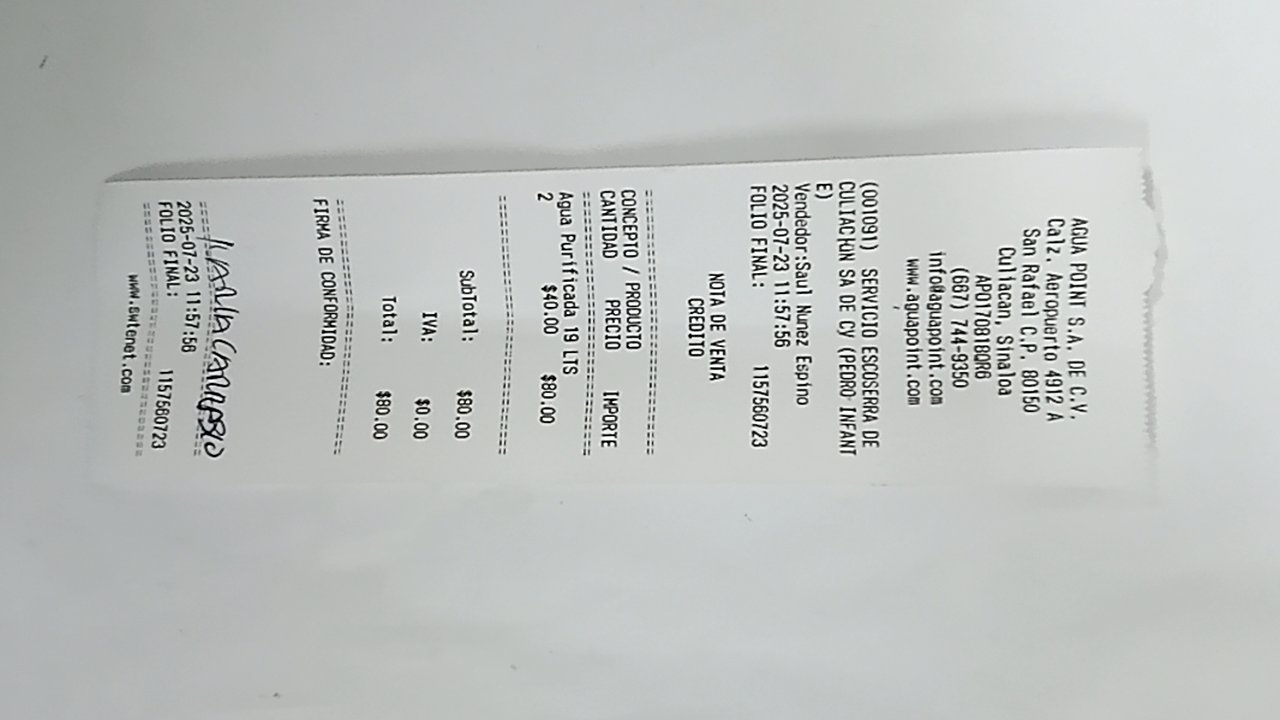 AGUA POINT S.A. DE C.V.
Calz. Aeropuerto 4912 A
San Rafael C.P. 80150
Culiacan, Sinaloa
APO170818QR6
(667) 744-9350
info@aguapoint.com
www.aguapoint.com
(001091) SERVICIO ESCOSERRA DE
CULIACHÚN SA DE CV (PEDRO INFANT
E)
Vendedor:Saul Nunez Espino
2025-07-23 11:57:56
FOLIO FINAL: 1157560723
NOTA DE VENTA
CREDITO
CONCEPTO / PRODUCTO
CANTIDAD PRECIO IMPORTE
Agua Purificada 19 LTS
2 $40.00 $80.00
SubTotal: $80.00
IVA: $0.00
Total: $80.00
FIRMA DE CONFORMIDAD:
2025-07-23 11:57:56
FOLIO FINAL: 1157560723
www.ewtenet.com